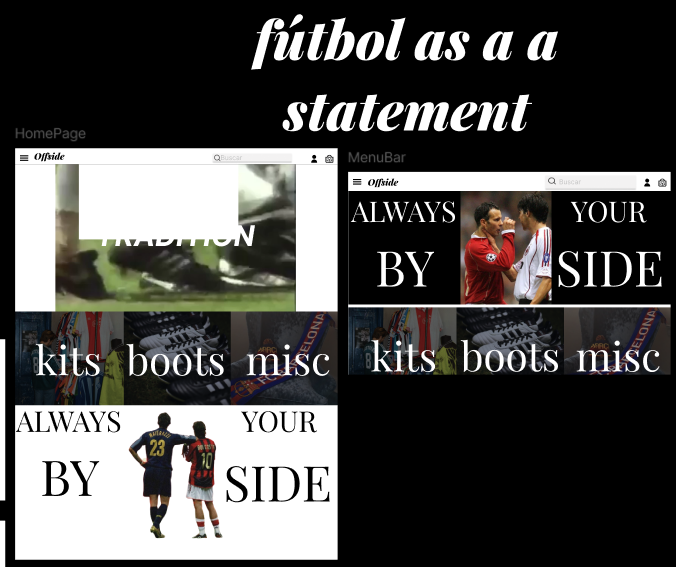 fútbol as a a
statement
HomePage
Offside
Buscar
TRADITION
kits boots misc
ALWAYS YOUR
BY SIDE
MATERAZZI
23
10
MenuBar
Offside
Buscar
ALWAYS YOUR
BY SIDE
kits boots misc